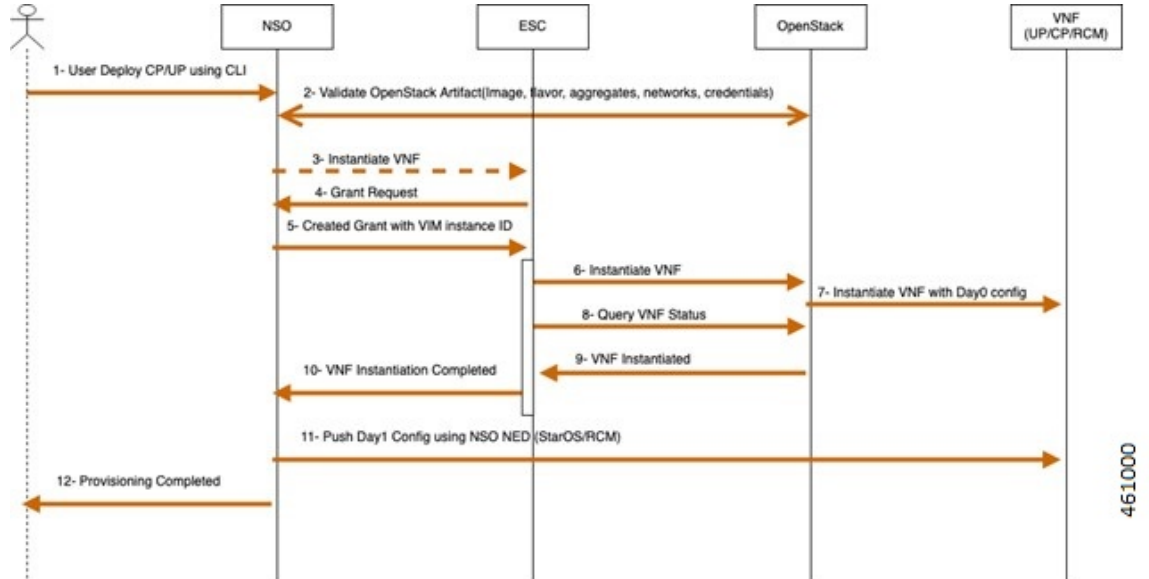 NSO
ESC
OpenStack
VNF
(UP/CP/RCM)
1- User Deploy CP/UP using CLI
2- Validate OpenStack Artifact(Image, flavor, aggregates, networks, credentials)
3- Instantiate VNF
4- Grant Request
5- Created Grant with VIM instance ID
6- Instantiate VNF
7- Instantiate VNF with Day0 config
8- Query VNF Status
9- VNF Instantiated
10- VNF Instantiation Completed
11- Push Day1 Config using NSO NED (StarOS/RCM)
12- Provisioning Completed
461000